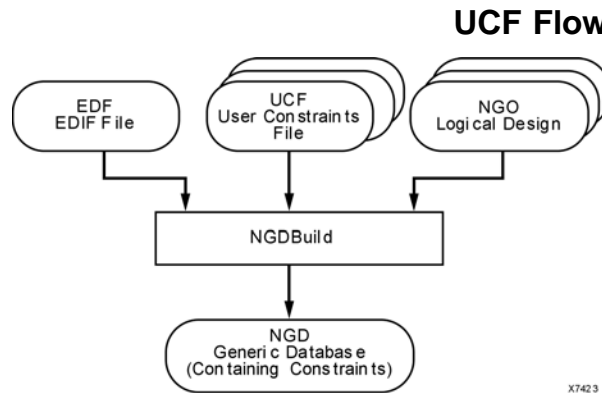 UCF Flow
EDF
EDIF File
UCF
User Constraints
File
NGO
Logical Design
NGDBuild
NGD
Generic Database
(Containing Constraints)
X7423